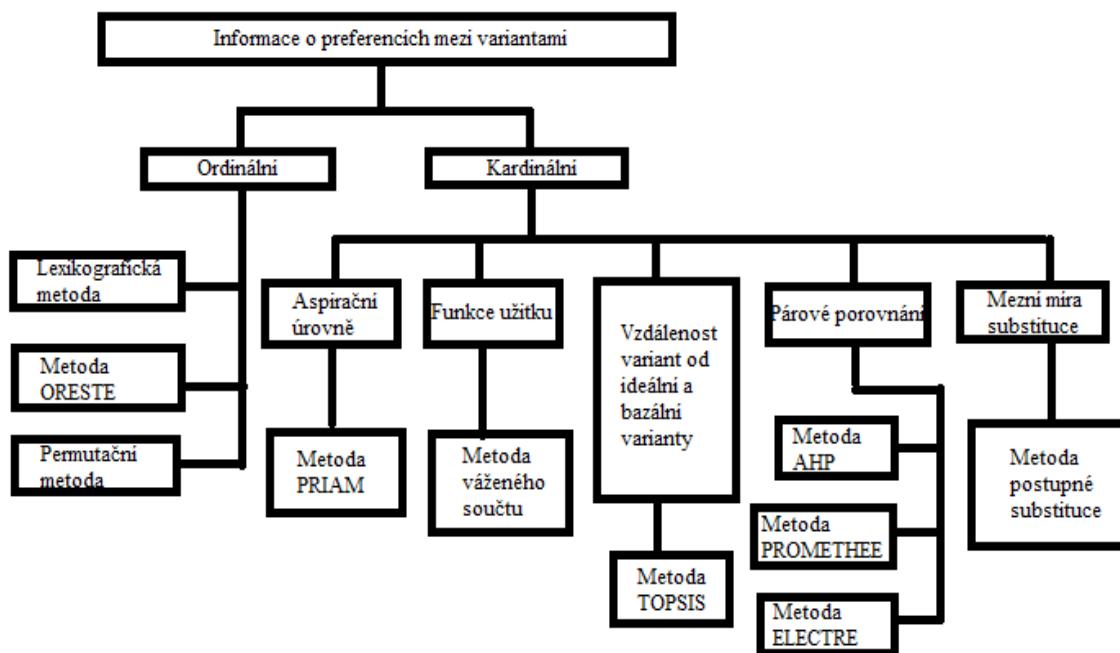 Informace o preferencích mezi variantami
Ordinální
Kardinální
Lexikografická
metoda
Metoda
ORESTE
Permutační
metoda
Aspirační
úrovně
Metoda
PRIAM
Funkce užitku
Metoda
váženého
součtu
Vzdálenost
variant od
ideální a
bazální
varianty
Metoda
TOPSIS
Párové porovnání
Metoda
AHP
Metoda
PROMETHEE
Metoda
ELECTRE
Mezní míra
substituce
Metoda
postupné
substituce